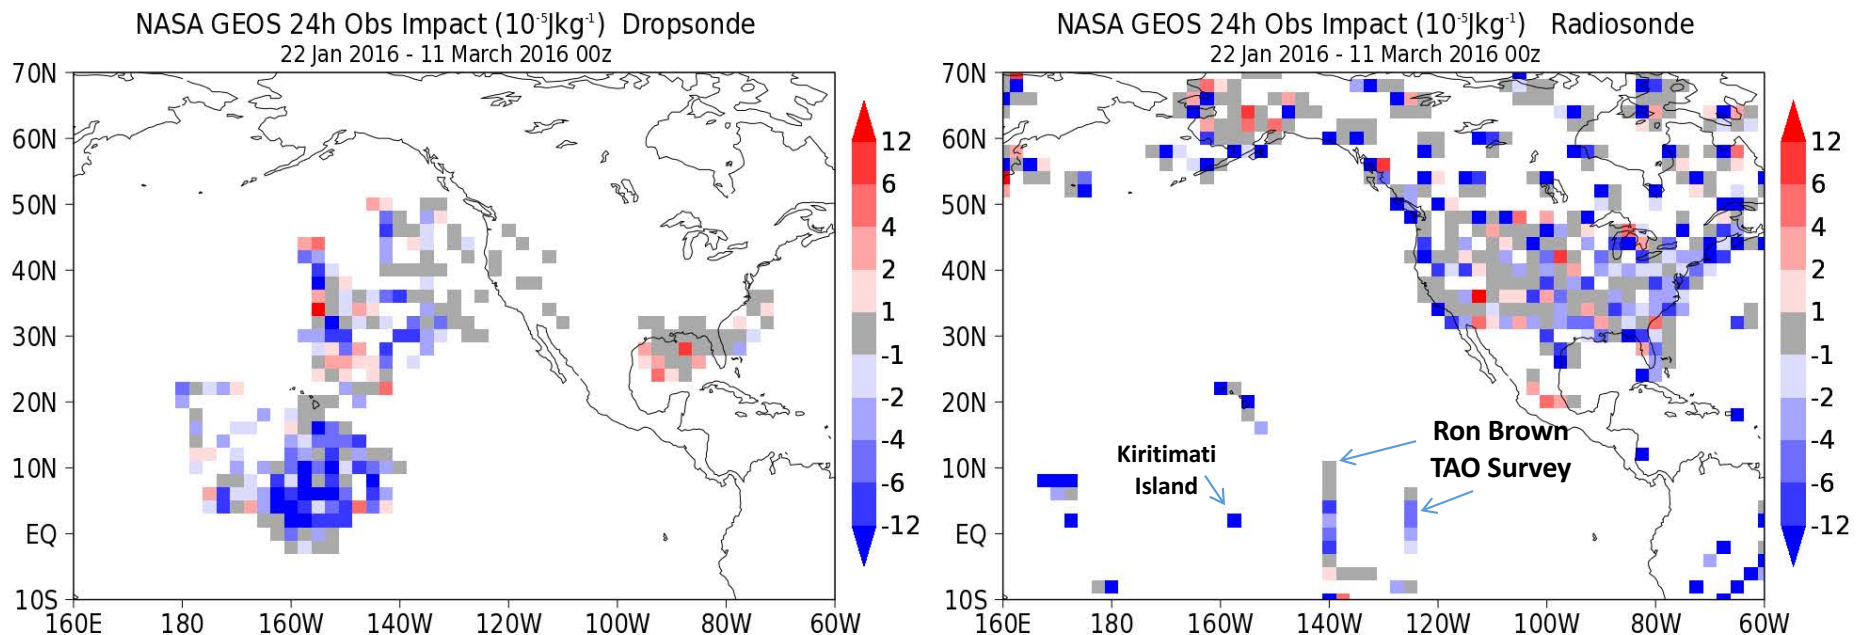 NASA GEOS 24h Obs Impact (10⁻⁵Jkg⁻¹) Dropsonde
22 Jan 2016 - 11 March 2016 00z
70N
60N
50N
40N
30N
20N
10N
EQ
10S
160E 180 160W 140W 120W 100W 80W 60W
12
6
4
2
1
-1
-2
-4
-6
-12
NASA GEOS 24h Obs Impact (10⁻⁵Jkg⁻¹) Radiosonde
22 Jan 2016 - 11 March 2016 00z
70N
60N
50N
40N
30N
20N
10N
EQ
10S
Kiritimati
Island
Ron Brown
TAO Survey
160E 180 160W 140W 120W 100W 80W 60W
12
6
4
2
1
-1
-2
-4
-6
-12